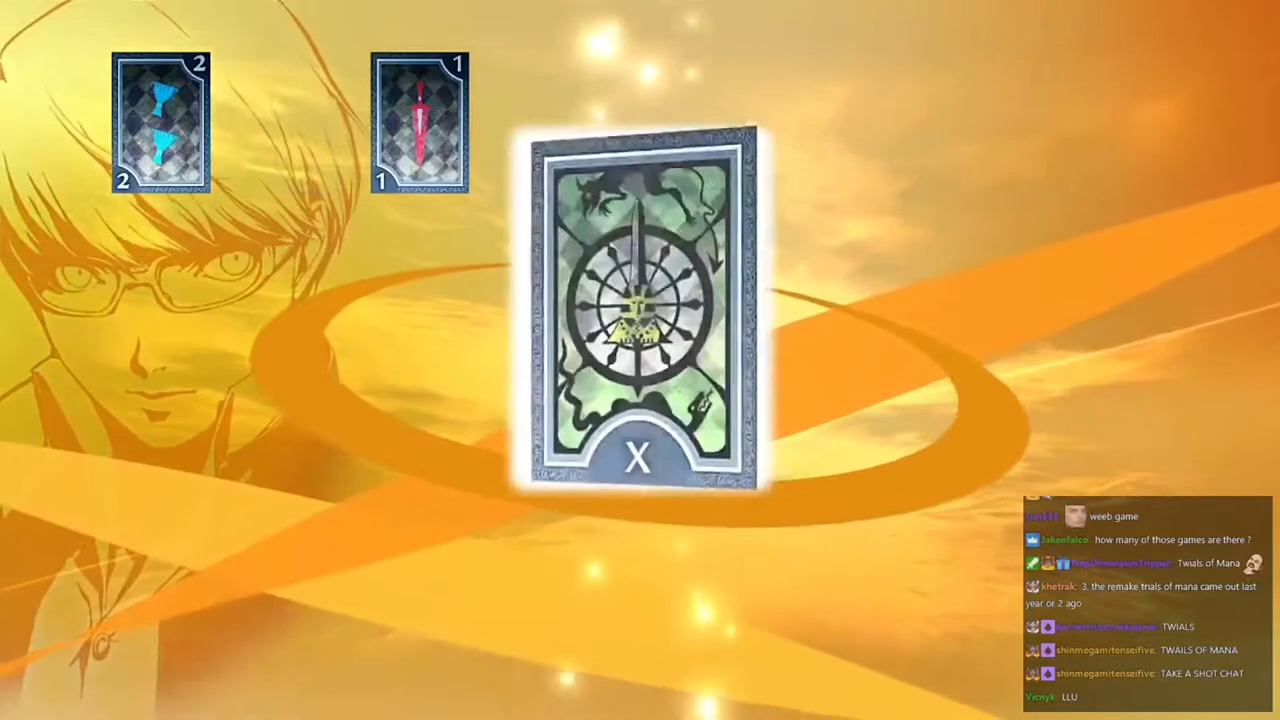 2
2
1
1
X
weeb game
Jakeofalco: how many of those games are there ?
NepDimensionTripper: Twials of Mana
khetrak: 3, the remake trials of mana came out last
year or 2 ago
TWIALS
shinmegamitenseifive: TWAILS OF MANA
shinmegamitenseifive: TAKE A SHOT CHAT
Vicnyk: LLU